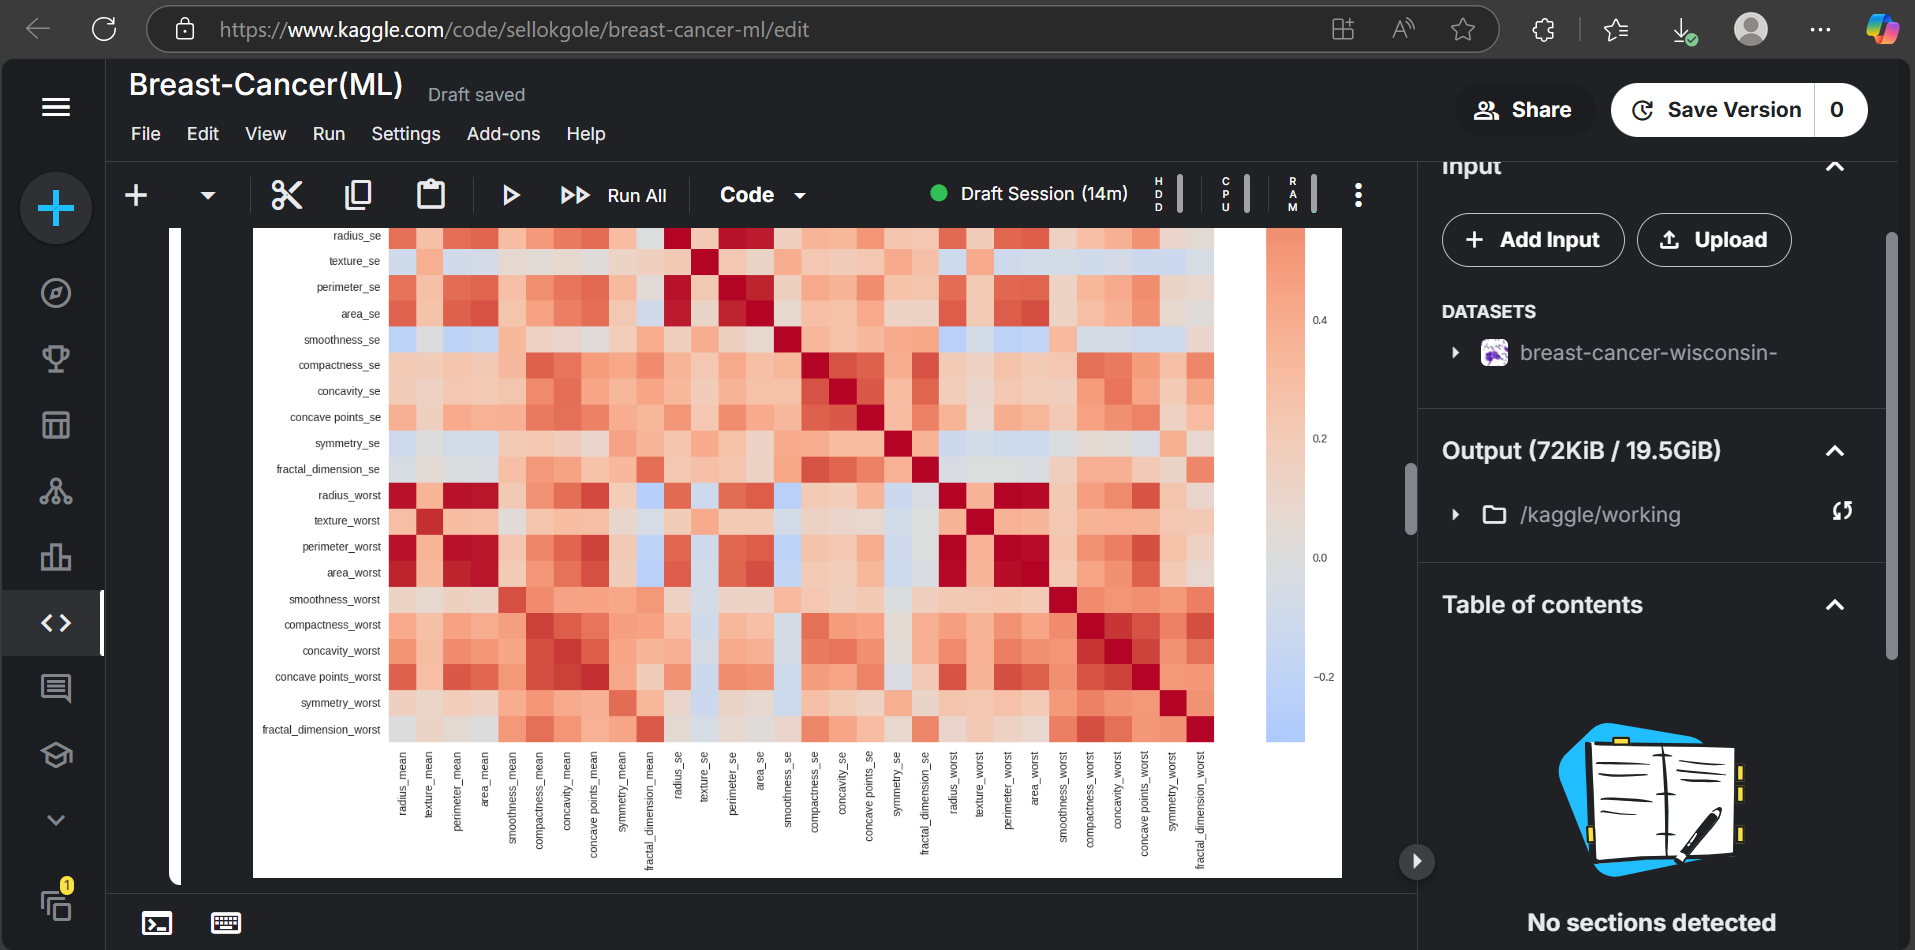 https://www.kaggle.com/code/sellokgole/breast-cancer-ml/edit
Breast-Cancer(ML)
Draft saved
File Edit View Run Settings Add-ons Help
Share
Save Version 0
Run All
Code
Draft Session (14m)
HDD
CPU
RAM
radius_se
texture_se
perimeter_se
area_se
smoothness_se
compactness_se
concavity_se
concave points_se
symmetry_se
fractal_dimension_se
radius_worst
texture_worst
perimeter_worst
area_worst
smoothness_worst
compactness_worst
concavity_worst
concave points_worst
symmetry_worst
fractal_dimension_worst
radius_mean
texture_mean
perimeter_mean
area_mean
smoothness_mean
compactness_mean
concavity_mean
concave points_mean
symmetry_mean
fractal_dimension_mean
radius_se
texture_se
perimeter_se
area_se
smoothness_se
compactness_se
concavity_se
concave points_se
symmetry_se
fractal_dimension_se
radius_worst
texture_worst
perimeter_worst
area_worst
smoothness_worst
compactness_worst
concavity_worst
concave points_worst
symmetry_worst
fractal_dimension_worst
0.4
0.2
0.0
−0.2
Input
Add Input
Upload
DATASETS
breast-cancer-wisconsin-
Output (72KiB / 19.5GiB)
/kaggle/working
Table of contents
No sections detected
1